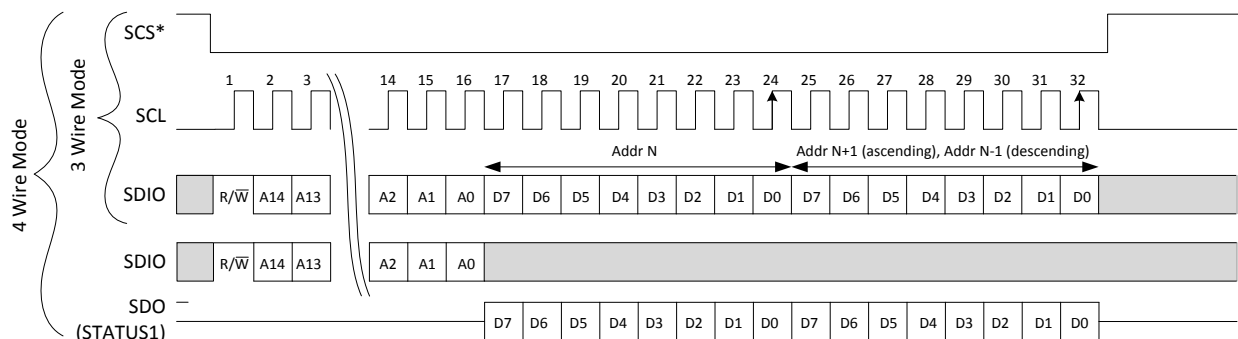 4 Wire Mode
3 Wire Mode
SCS*
1 2 3 14 15 16 17 18 19 20 21 22 23 24 25 26 27 28 29 30 31 32
SCL
Addr N Addr N+1 (ascending), Addr N-1 (descending)
SDIO R/W̅ A14 A13 A2 A1 A0 D7 D6 D5 D4 D3 D2 D1 D0 D7 D6 D5 D4 D3 D2 D1 D0
SDIO R/W̅ A14 A13 A2 A1 A0
SDO
(STATUS1) D7 D6 D5 D4 D3 D2 D1 D0 D7 D6 D5 D4 D3 D2 D1 D0